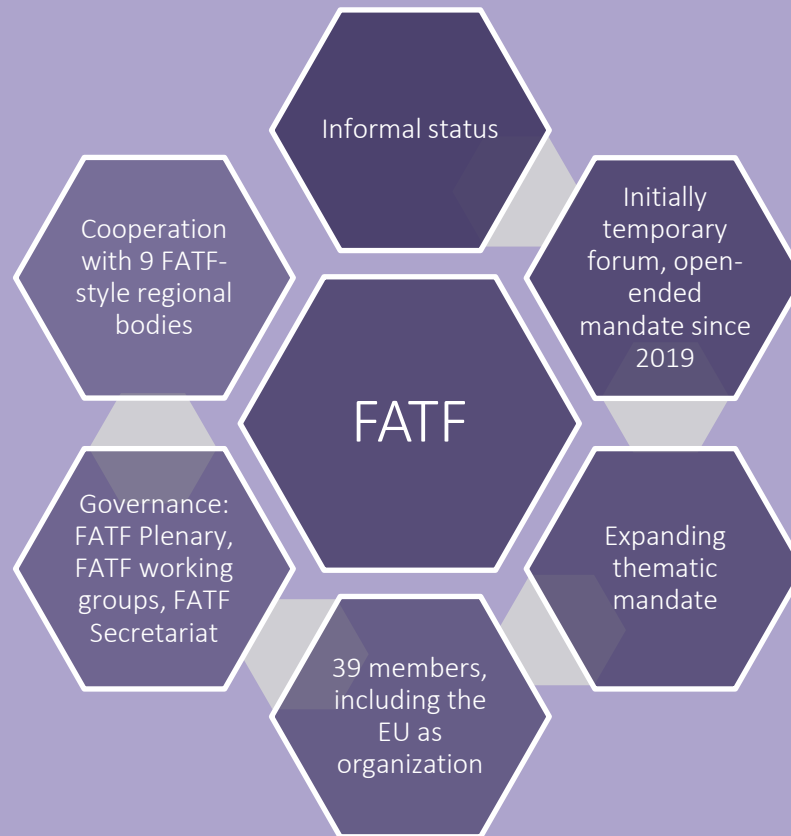 Informal status
Initially
temporary
forum, open-
ended
mandate since
2019
Expanding
thematic
mandate
39 members,
including the
EU as
organization
Governance:
FATF Plenary,
FATF working
groups, FATF
Secretariat
Cooperation
with 9 FATF-
style regional
bodies
FATF